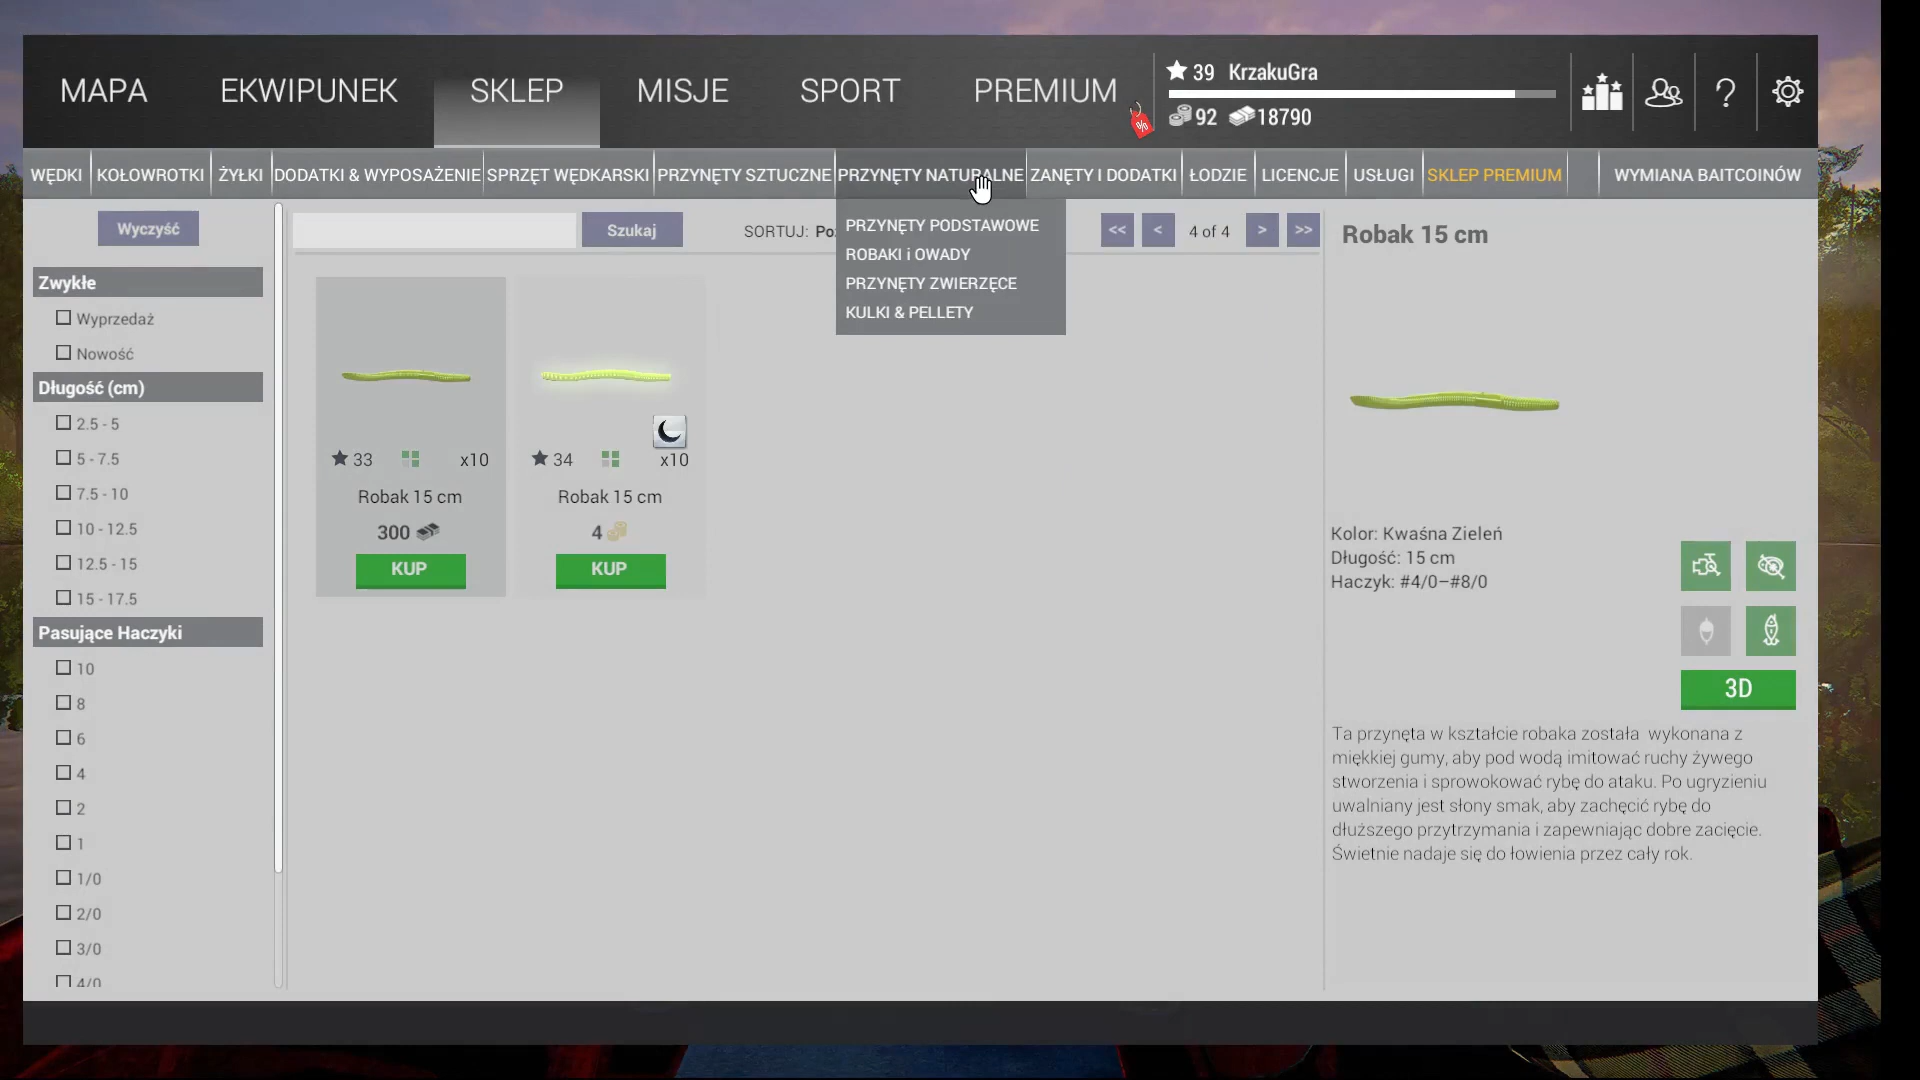 MAPA EKWIPUNEK SKLEP MISJE SPORT PREMIUM
39 KrzakuGra
% 92 18790
WĘDKI KOŁOWROTKI ŻYŁKI DODATKI & WYPOSAŻENIE SPRZĘT WĘDKARSKI PRZYNĘTY SZTUCZNE PRZYNĘTY NATURALNE ZANĘTY I DODATKI ŁODZIE LICENCJE USŁUGI SKLEP PREMIUM WYMIANA BAITCOINÓW
Wyczyść
Szukaj
SORTUJ:
<< < 4 of 4 > >>
PRZYNĘTY PODSTAWOWE
ROBAKI i OWADY
PRZYNĘTY ZWIERZĘCE
KULKI & PELLETY
Zwykłe
Wyprzedaż
Nowość
Długość (cm)
2.5 - 5
5 - 7.5
7.5 - 10
10 - 12.5
12.5 - 15
15 - 17.5
Pasujące Haczyki
10
8
6
4
2
1
1/0
2/0
3/0
4/0
33 x10
Robak 15 cm
300
KUP
34 x10
Robak 15 cm
4
KUP
Robak 15 cm
Kolor: Kwaśna Zieleń
Długość: 15 cm
Haczyk: #4/0–#8/0
3D
Ta przynęta w kształcie robaka została wykonana z
miękkiej gumy, aby pod wodą imitować ruchy żywego
stworzenia i sprowokować rybę do ataku. Po ugryzieniu
uwalniany jest słony smak, aby zachęcić rybę do
dłuższego przytrzymania i zapewniając dobre zacięcie.
Świetnie nadaje się do łowienia przez cały rok.